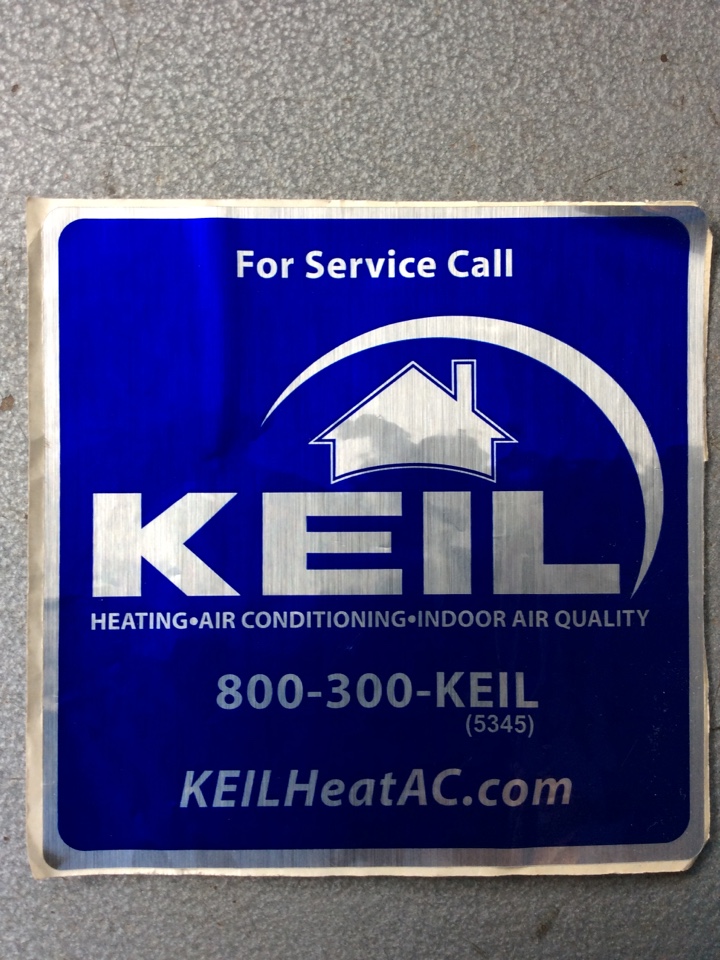 For Service Call
KEIL
HEATING•AIR CONDITIONING•INDOOR AIR QUALITY
800-300-KEIL
(5345)
KEILHeatAC.com